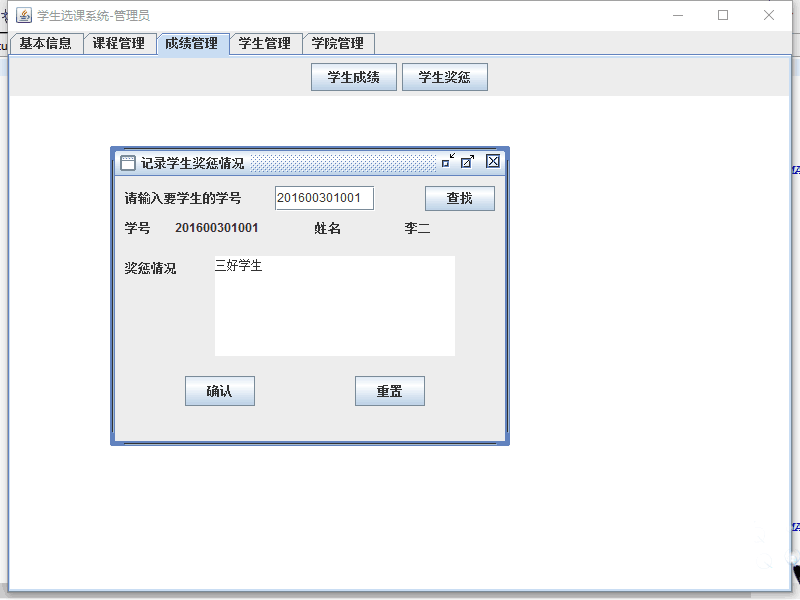 学生选课系统-管理员
基本信息 课程管理 成绩管理 学生管理 学院管理
学生成绩 学生奖惩
记录学生奖惩情况
请输入要学生的学号 201600301001 查找
学号 201600301001 姓名 李二
奖惩情况 三好学生
确认 重置